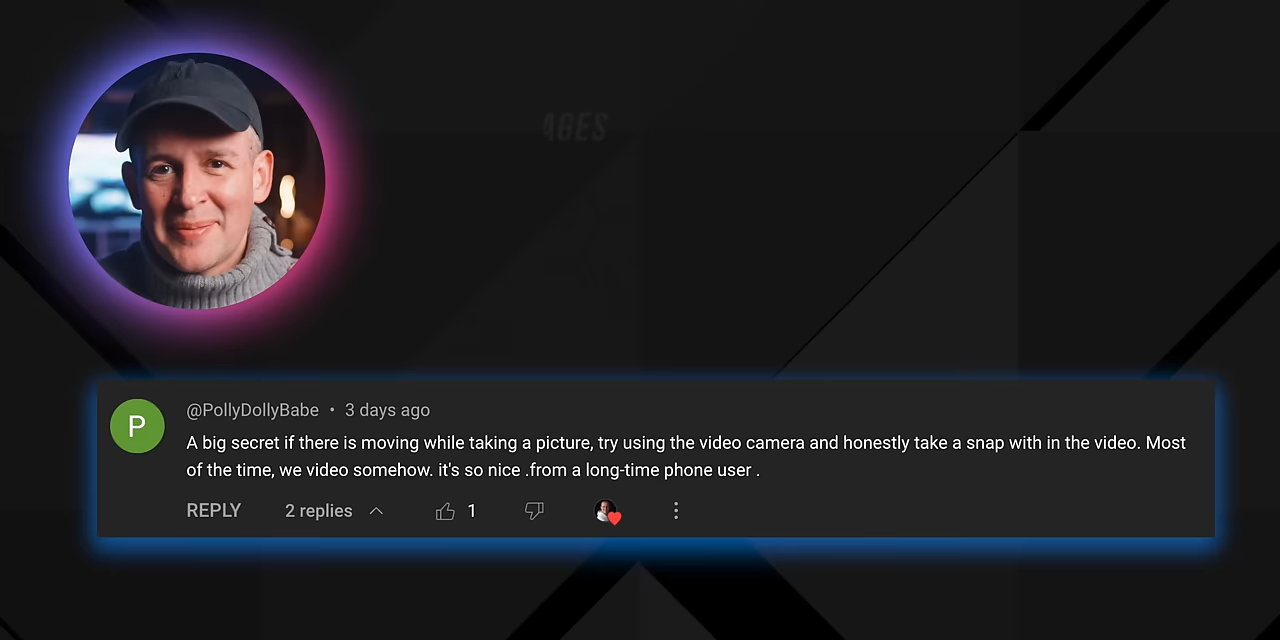 AGES
P
@PollyDollyBabe • 3 days ago
A big secret if there is moving while taking a picture, try using the video camera and honestly take a snap with in the video. Most
of the time, we video somehow. it's so nice .from a long-time phone user .
REPLY 2 replies 1